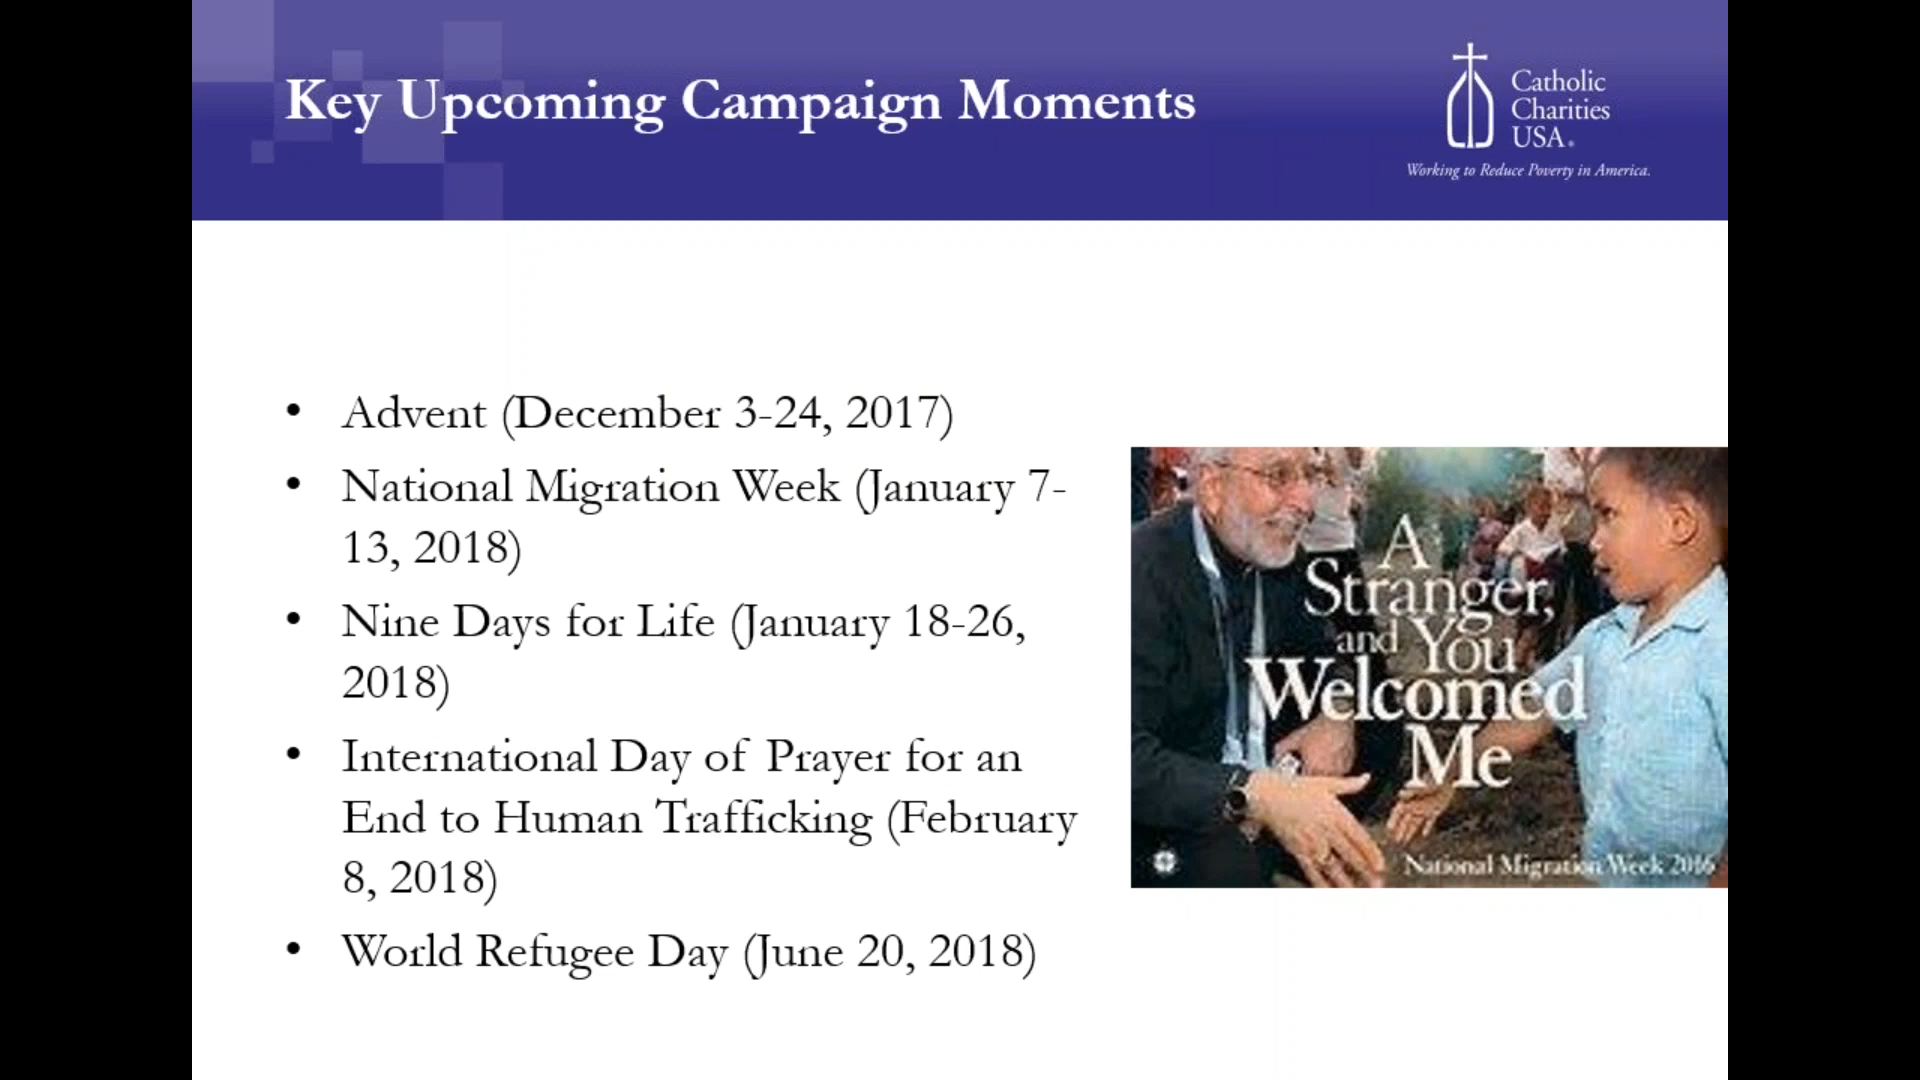 Key Upcoming Campaign Moments
Catholic
Charities
USA®
Working to Reduce Poverty in America.
• Advent (December 3-24, 2017)
• National Migration Week (January 7-
13, 2018)
• Nine Days for Life (January 18-26,
2018)
• International Day of Prayer for an
End to Human Trafficking (February
8, 2018)
• World Refugee Day (June 20, 2018)
A
Stranger,
and You
Welcomed
Me
National Migration Week 2016